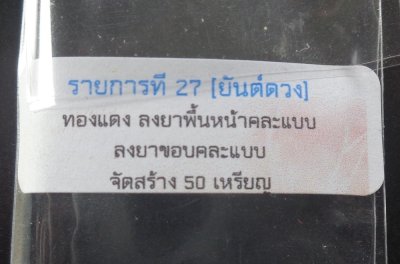 รายการที่ 27 [ยันต์ดวง]
ทองแดง ลงยาพื้นหน้าคละแบบ
ลงยาขอบคละแบบ
จัดสร้าง 50 เหรียญ